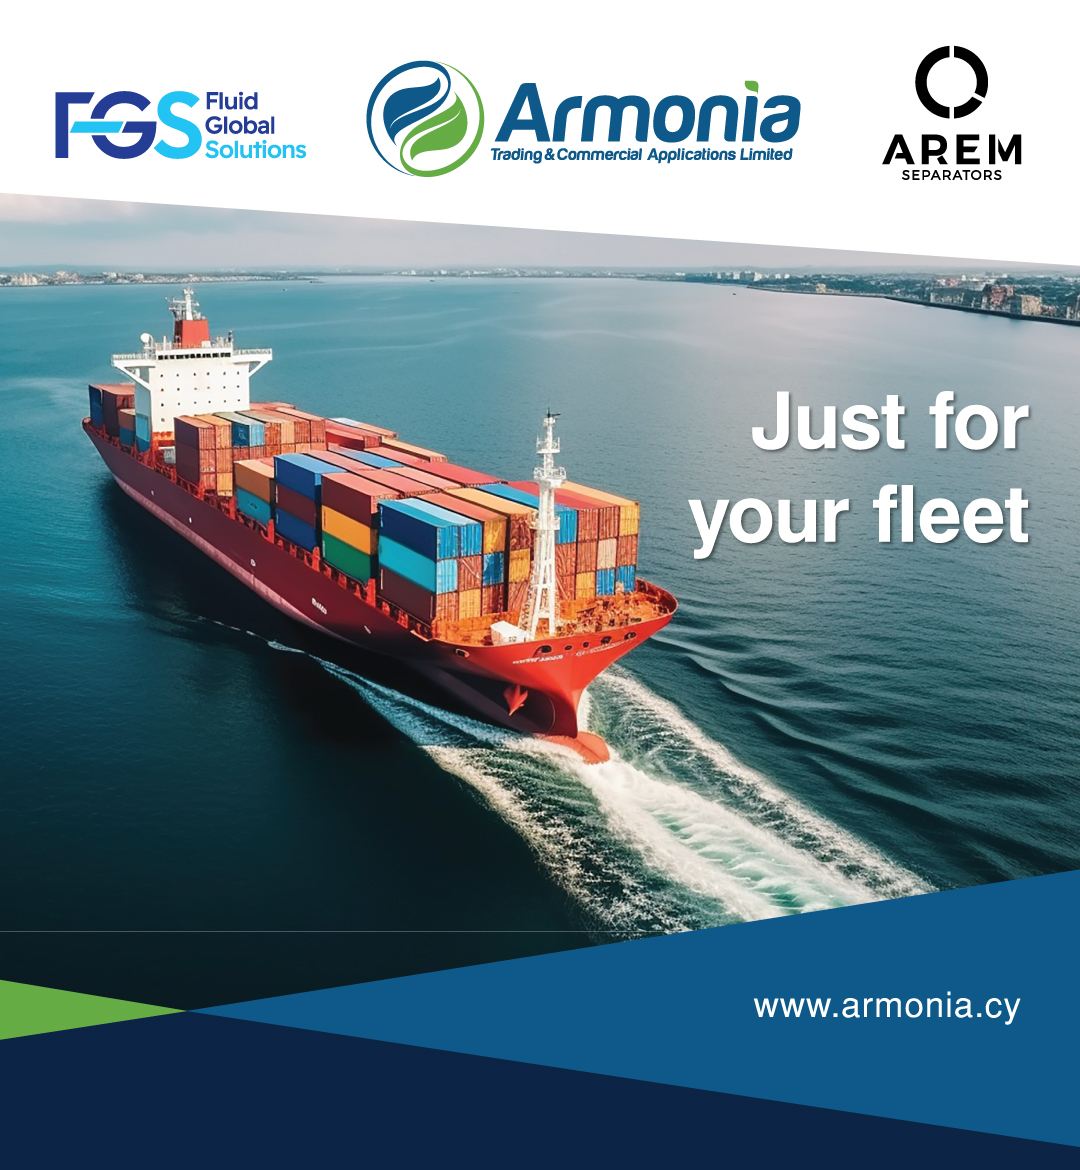 FGS
Fluid
Global
Solutions
Armonia
Trading & Commercial Applications Limited
AREM
SEPARATORS
Just for
your fleet
www.armonia.cy